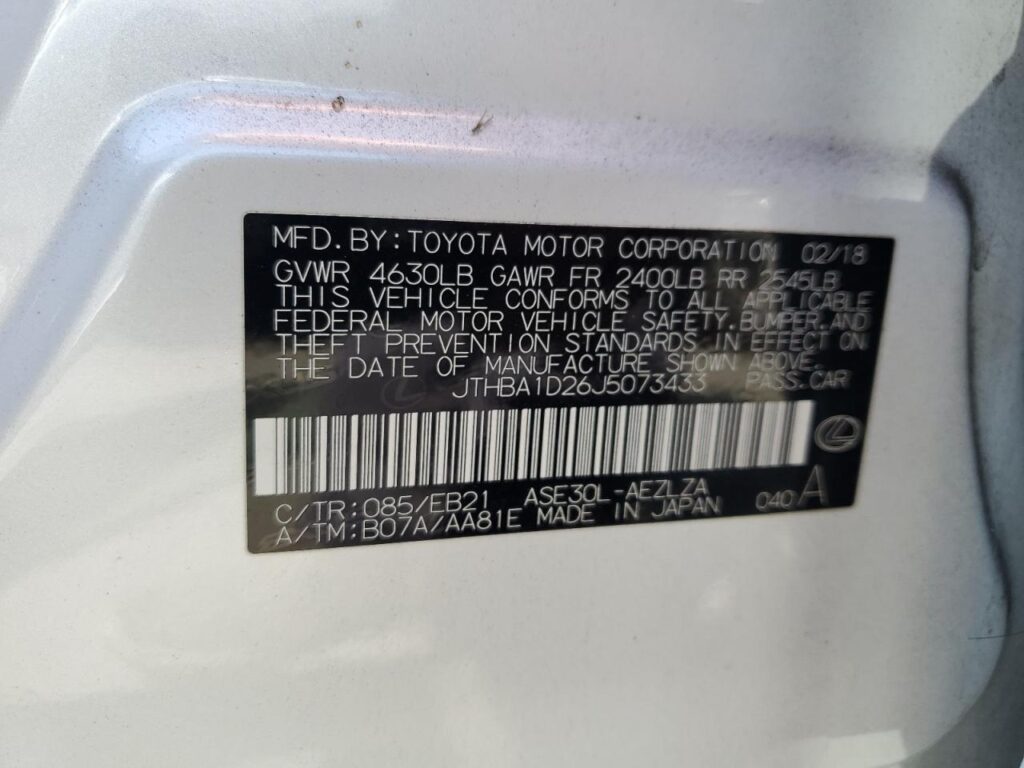 MFD.BY:TOYOTA MOTOR CORPORATION 02/18
GVWR 4630LB GAWR FR 2400LB RR 2545LB
THIS VEHICLE CONFORMS TO ALL APPLICABLE
FEDERAL MOTOR VEHICLE SAFETY,BUMPER,AND
THEFT PREVENTION STANDARDS IN EFFECT ON
THE DATE OF MANUFACTURE SHOWN ABOVE.
JTHBA1D26J5073433 PASS.CAR
C/TR:085/EB21 ASE30L-AEZLZA 040 A
A/TM:B07A/AA81E MADE IN JAPAN